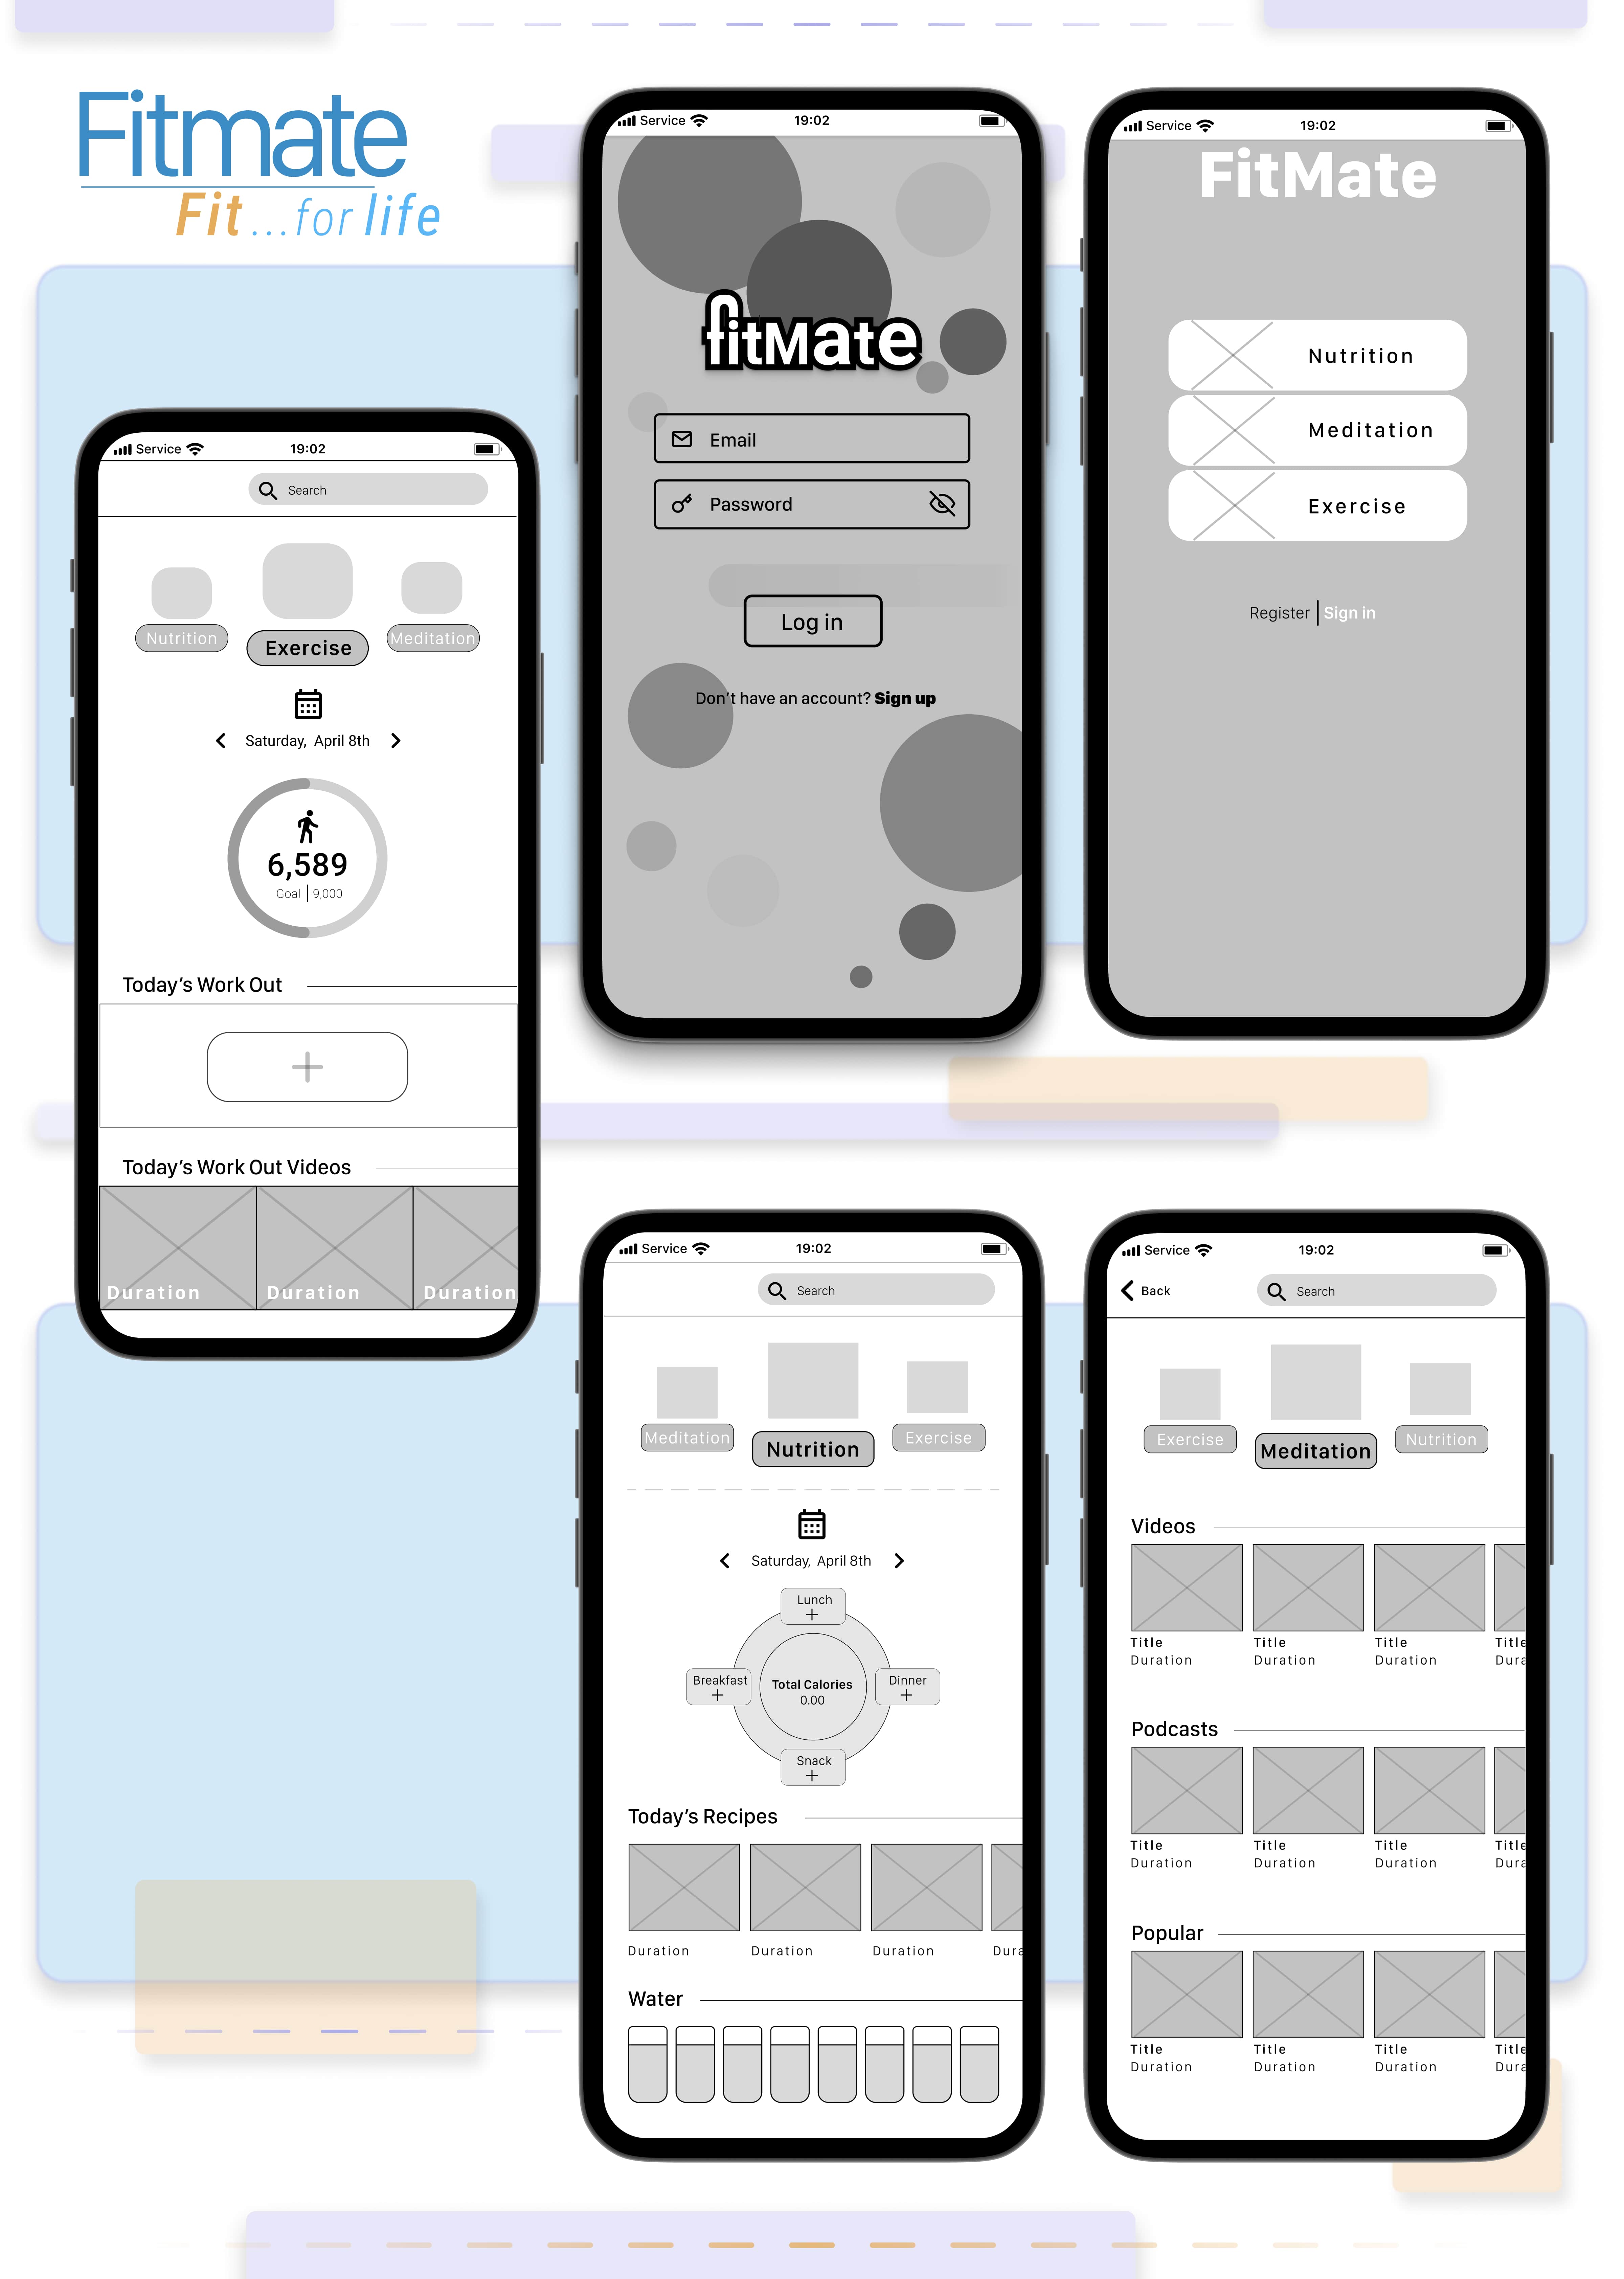 Fitmate
Fit...for life
Service 19:02
fitMate
Email
Password
Log in
Don't have an account? Sign up
Service 19:02
FitMate
Nutrition
Meditation
Exercise
Register | Sign in
Service 19:02
Search
Nutrition Exercise Meditation
Saturday, April 8th
6,589
Goal | 9,000
Today's Work Out
Today's Work Out Videos
Duration Duration Duration
Service 19:02
Search
Meditation Nutrition Exercise
Saturday, April 8th
Lunch
Breakfast
Total Calories
0.00
Dinner
Snack
Today's Recipes
Duration Duration Duration Dura
Water
Service 19:02
Back Search
Exercise Meditation Nutrition
Videos
Title Title Title Title
Duration Duration Duration Dura
Podcasts
Title Title Title Title
Duration Duration Duration Dura
Popular
Title Title Title Title
Duration Duration Duration Dura